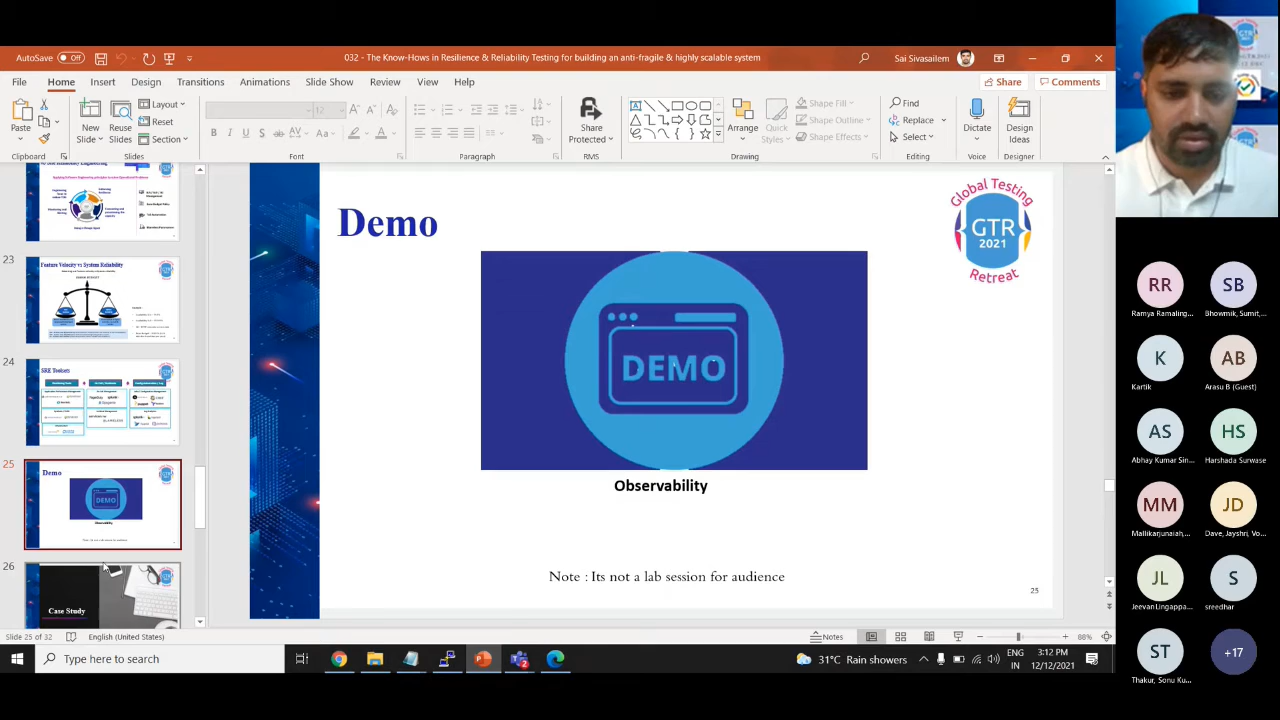 AutoSave Off
032 - The Know-Hows in Resilience & Reliability Testing for building an anti-fragile & highly scalable system
Sai Sivasailem
File Home Insert Design Transitions Animations Slide Show Review View Help
Share Comments
Paste
New Slide
Reuse Slides
Layout
Reset
Section
12
Share Protected
Arrange
Quick Styles
Shape Fill
Shape Outline
Shape Effects
Find
Replace
Select
Dictate
Design Ideas
Clipboard Slides Font Paragraph RMS Drawing Editing Voice Designer
23
Feature Velocity vs System Reliability
24
SRE Toolsets
25
Demo
DEMO
Observability
26
Case Study
Demo
DEMO
Observability
Note : Its not a lab session for audience
25
Global Testing
GTR
2021
Retreat
Slide 25 of 32 English (United States)
Notes
88%
Type here to search
31°C Rain showers
ENG
IN
3:12 PM
12/12/2021
GTR
RR
Ramya Ramaling...
SB
Bhowmik, Sumit,...
K
Kartik
AB
Arasu B (Guest)
AS
Abhay Kumar Sin...
HS
Harshada Surwase
MM
Mallikarjunaiah,...
JD
Dave, Jayshri, Vo...
JL
Jeevan Lingappa...
S
sreedhar
ST
Thakur, Sonu Ku...
+17